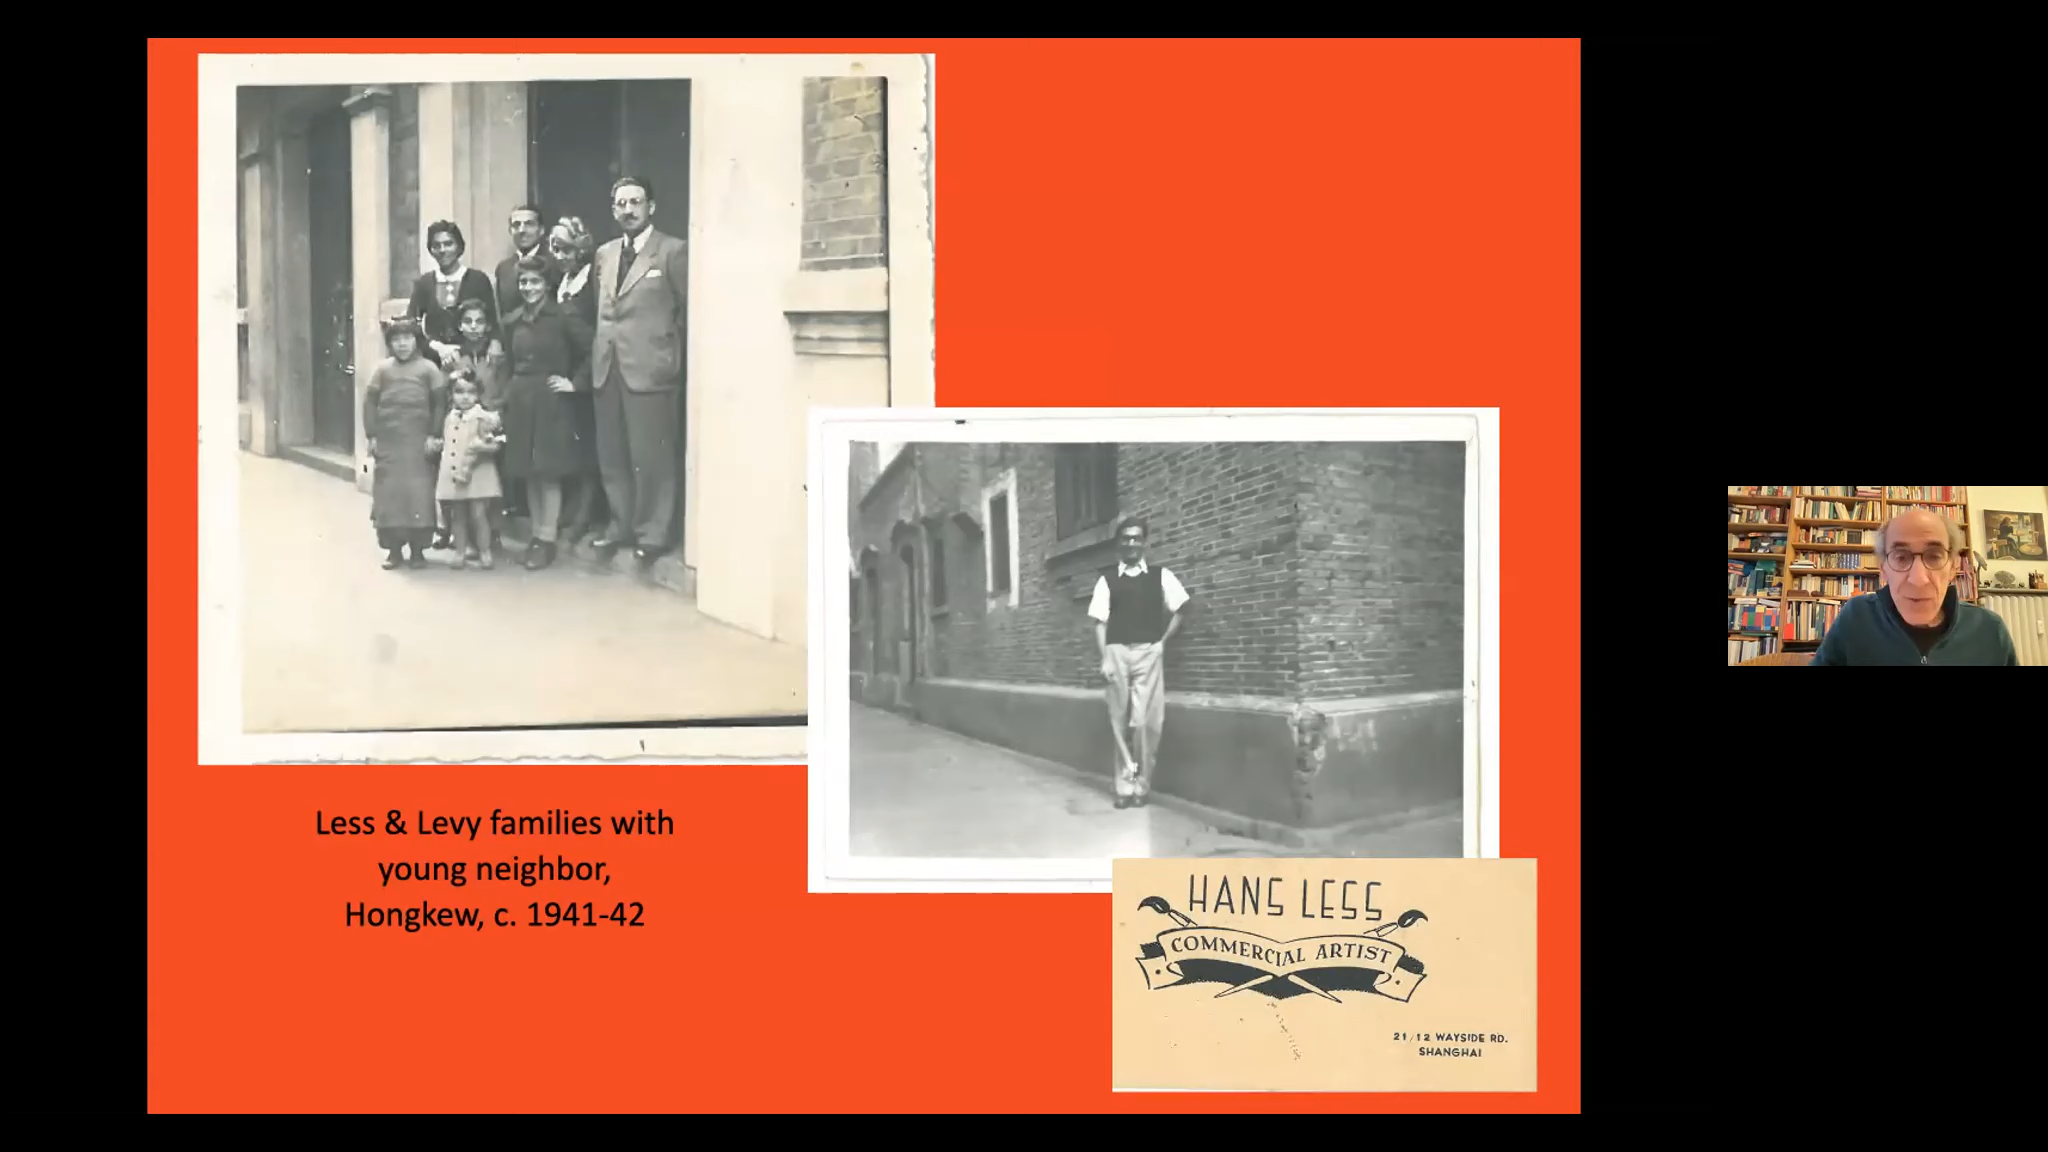 Less & Levy families with
young neighbor,
Hongkew, c. 1941-42
HANS LESS
COMMERCIAL ARTIST
21/12 WAYSIDE RD.
SHANGHAI